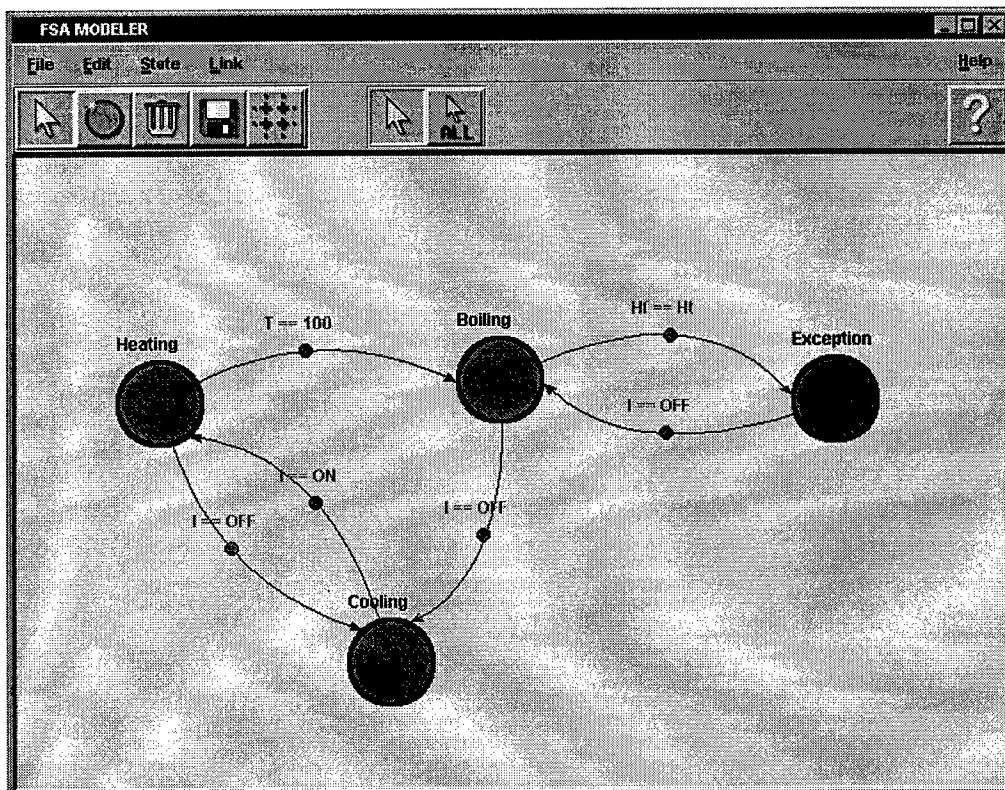 FSA MODELER
File Edit State Link Help
ALL
?
T == 100
Boiling
Hf == Ht
Heating
Exception
I == OFF
I == ON
I == OFF
I == OFF
Cooling